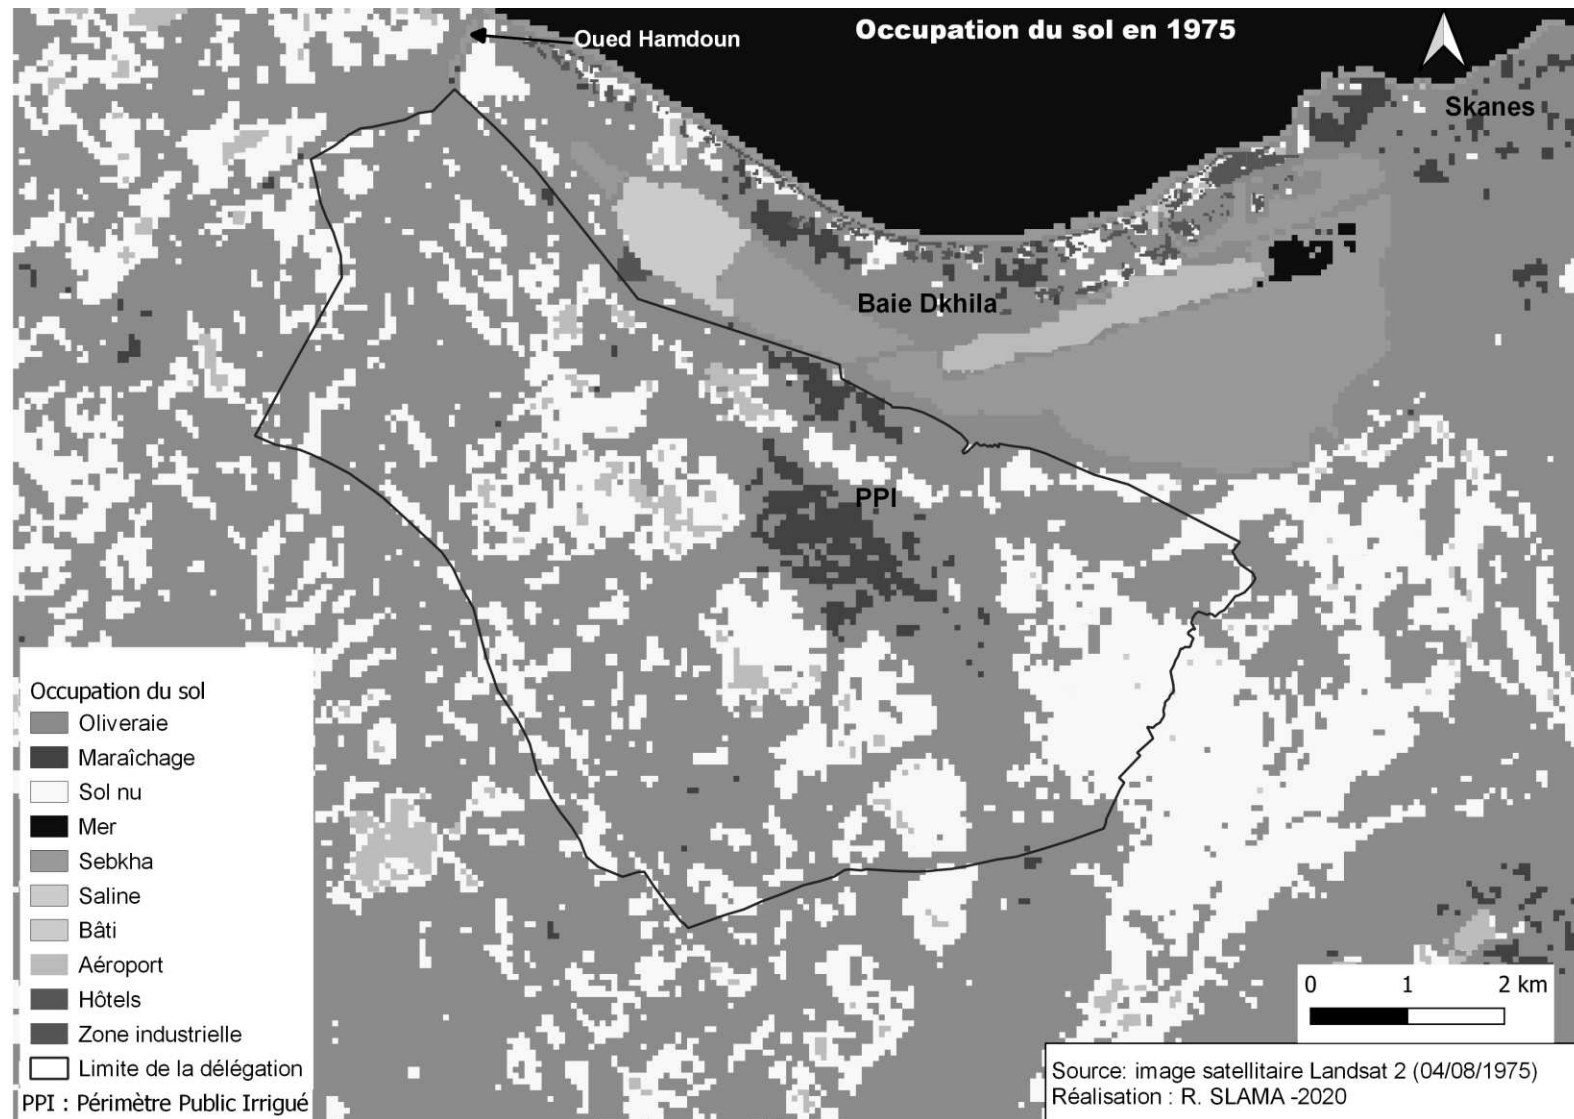 Occupation du sol en 1975
Oued Hamdoun
Skanes
Baie Dkhila
PPI
Occupation du sol
Oliveraie
Maraîchage
Sol nu
Mer
Sebkha
Saline
Bâti
Aéroport
Hôtels
Zone industrielle
Limite de la délégation
PPI : Périmètre Public Irrigué
0 1 2 km
Source: image satellitaire Landsat 2 (04/08/1975)
Réalisation : R. SLAMA -2020